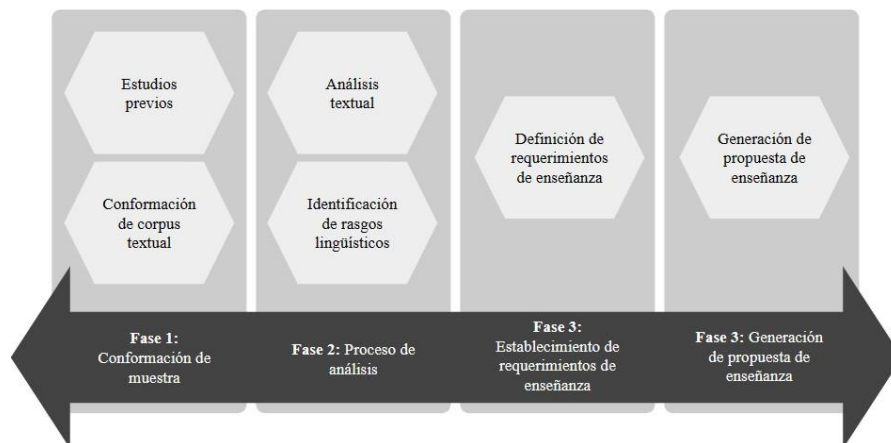 Estudios
previos
Conformación
de corpus
textual
Análisis
textual
Identificación
de rasgos
lingüísticos
Definición de
requerimientos
de enseñanza
Generación de
propuesta de
enseñanza
Fase 1:
Conformación de
muestra
Fase 2: Proceso de
análisis
Fase 3:
Establecimiento de
requerimientos de
enseñanza
Fase 3: Generación
de propuesta de
enseñanza